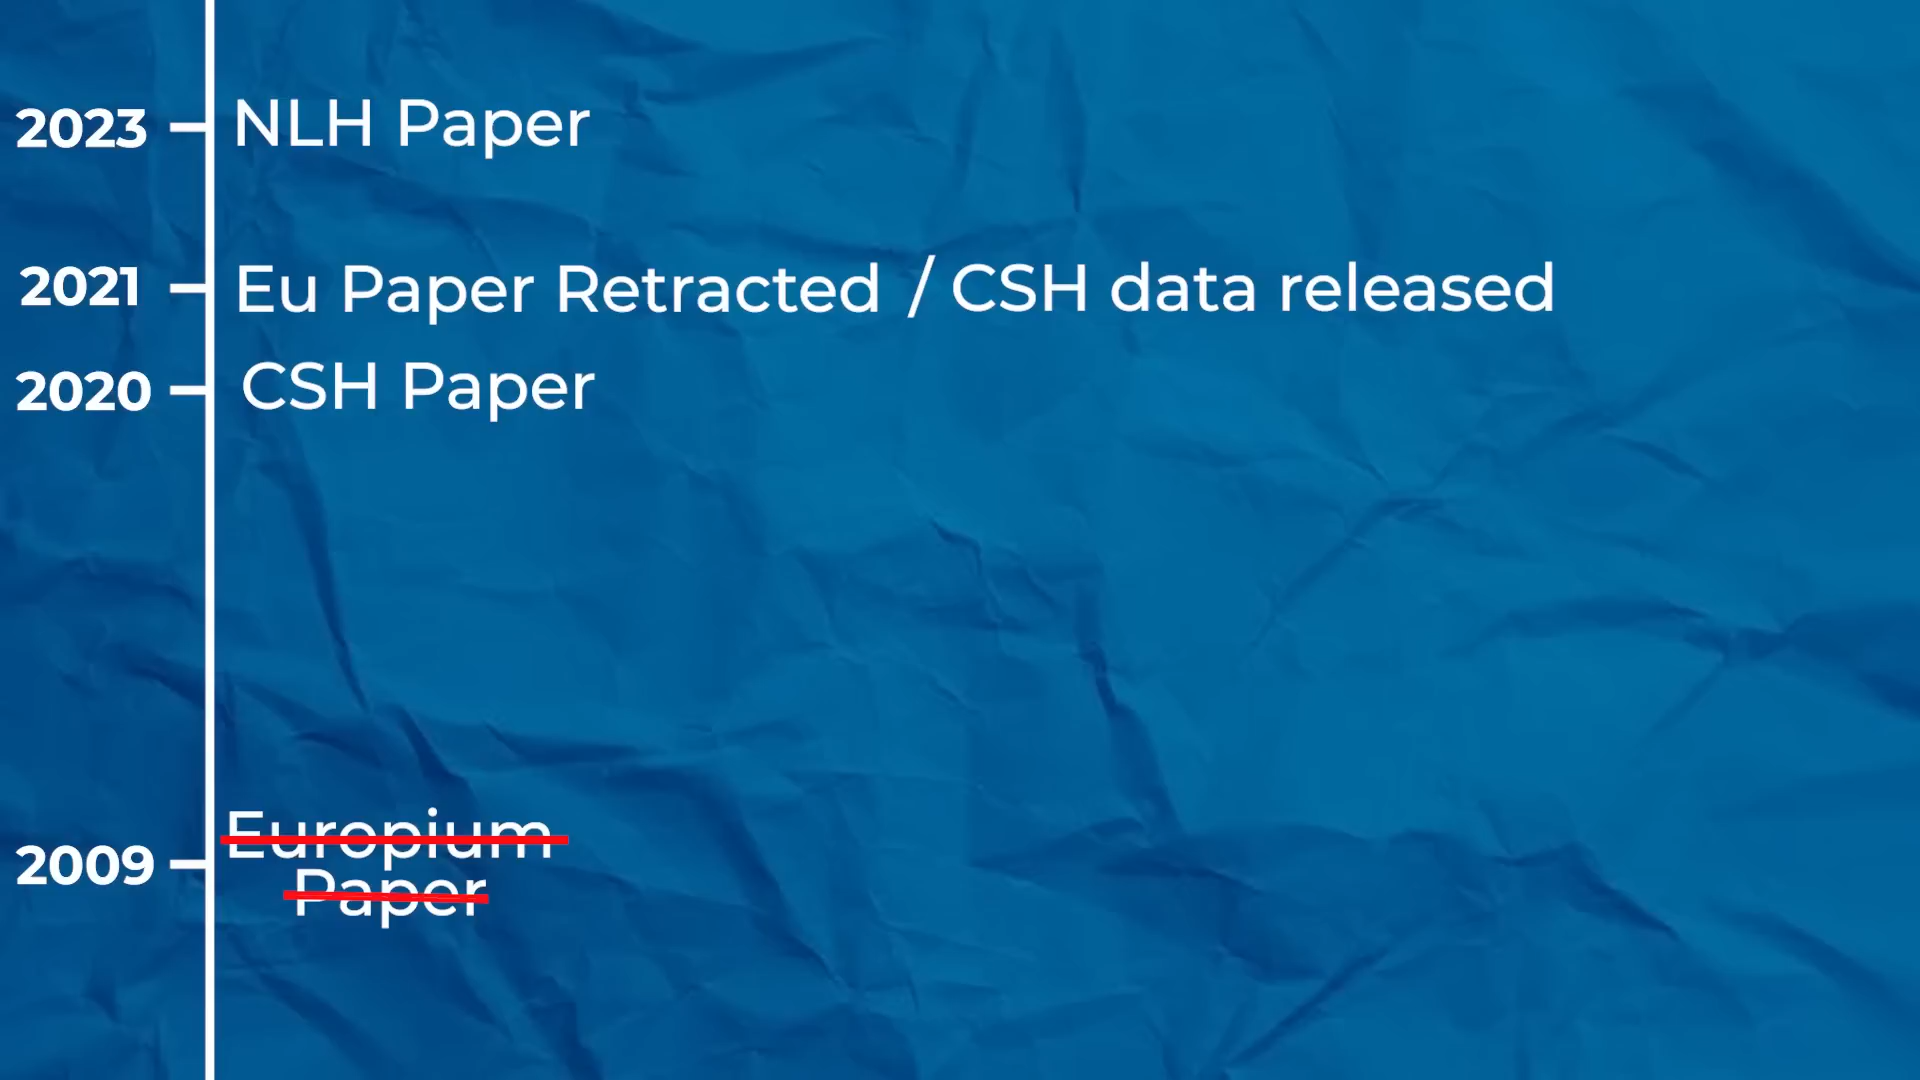 2023 NLH Paper
2021 Eu Paper Retracted / CSH data released
2020 CSH Paper
2009 Europium
Paper